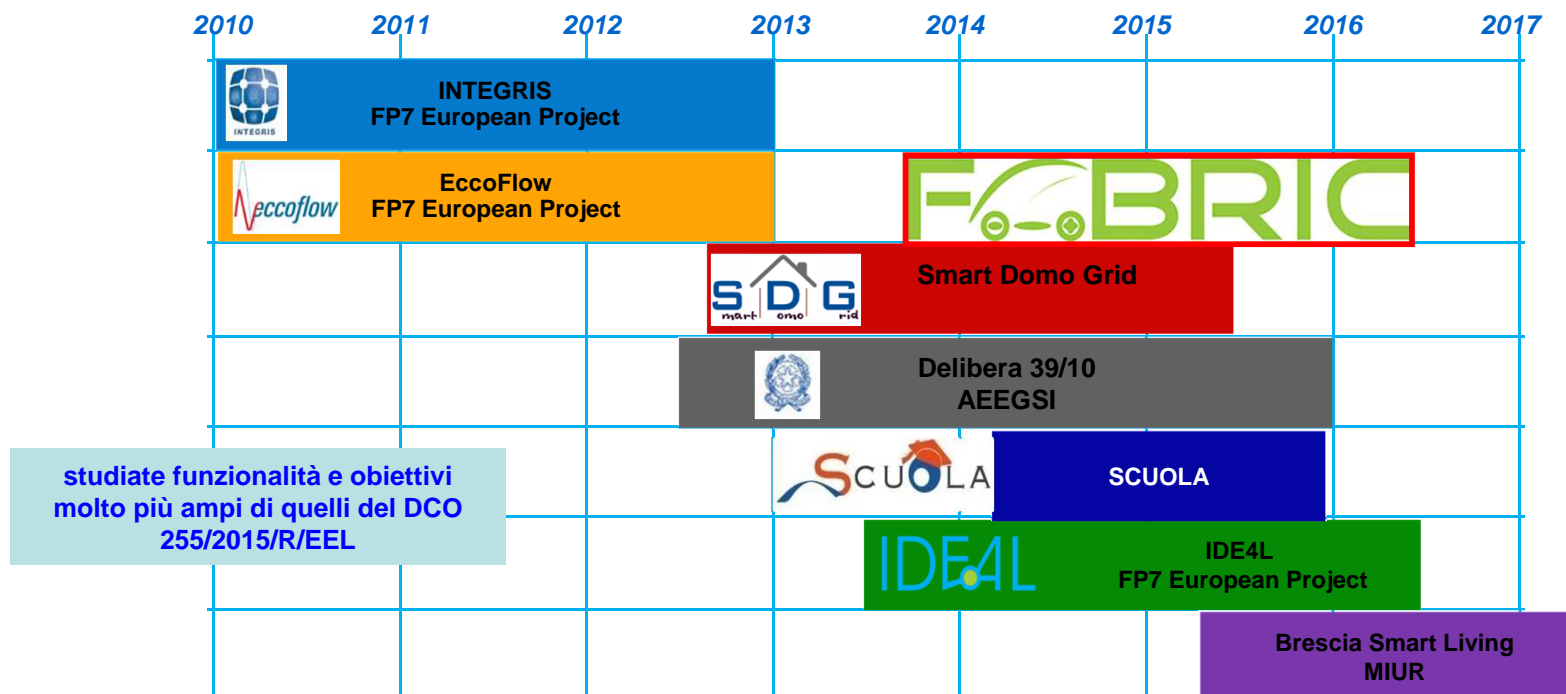 2010 2011 2012 2013 2014 2015 2016 2017
INTEGRIS
FP7 European Project
INTEGRIS
EccoFlow
FP7 European Project
eccoflow
FABRIC
Smart Domo Grid
S D G
mart omo rid
Delibera 39/10
AEEGSI
SCUOLA
SCUOLA
studiate funzionalità e obiettivi
molto più ampi di quelli del DCO
255/2015/R/EEL
IDE4L
IDE4L
FP7 European Project
Brescia Smart Living
MIUR